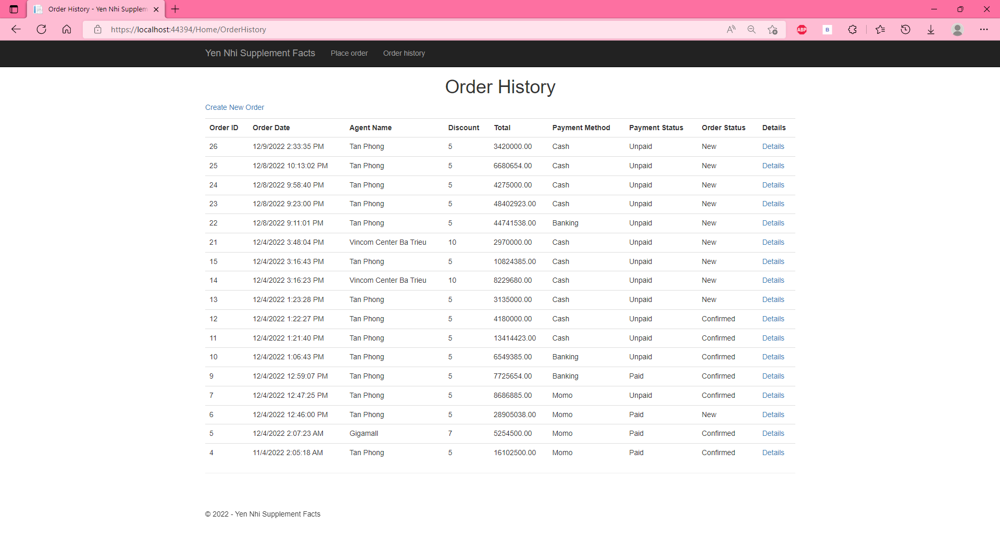 Order History - Yen Nhi Supplem
https://localhost:44394/Home/OrderHistory
ABP
B
Yen Nhi Supplement Facts Place order Order history
Order History
Create New Order
Order ID Order Date Agent Name Discount Total Payment Method Payment Status Order Status Details
26 12/9/2022 2:33:35 PM Tan Phong 5 3420000.00 Cash Unpaid New Details
25 12/8/2022 10:13:02 PM Tan Phong 5 6680654.00 Cash Unpaid New Details
24 12/8/2022 9:58:40 PM Tan Phong 5 4275000.00 Cash Unpaid New Details
23 12/8/2022 9:23:00 PM Tan Phong 5 48402923.00 Cash Unpaid New Details
22 12/8/2022 9:11:01 PM Tan Phong 5 44741538.00 Banking Unpaid New Details
21 12/4/2022 3:48:04 PM Vincom Center Ba Trieu 10 2970000.00 Cash Unpaid New Details
15 12/4/2022 3:16:43 PM Tan Phong 5 10824385.00 Cash Unpaid New Details
14 12/4/2022 3:16:23 PM Vincom Center Ba Trieu 10 8229680.00 Cash Unpaid New Details
13 12/4/2022 1:23:28 PM Tan Phong 5 3135000.00 Cash Unpaid New Details
12 12/4/2022 1:22:27 PM Tan Phong 5 4180000.00 Cash Unpaid Confirmed Details
11 12/4/2022 1:21:40 PM Tan Phong 5 13414423.00 Cash Unpaid Confirmed Details
10 12/4/2022 1:06:43 PM Tan Phong 5 6549385.00 Banking Unpaid Confirmed Details
9 12/4/2022 12:59:07 PM Tan Phong 5 7725654.00 Banking Paid Confirmed Details
7 12/4/2022 12:47:25 PM Tan Phong 5 8686885.00 Momo Unpaid Confirmed Details
6 12/4/2022 12:46:00 PM Tan Phong 5 28905038.00 Momo Paid New Details
5 12/4/2022 2:07:23 AM Gigamall 7 5254500.00 Momo Paid Confirmed Details
4 11/4/2022 2:05:18 AM Tan Phong 5 16102500.00 Momo Paid Confirmed Details
© 2022 - Yen Nhi Supplement Facts